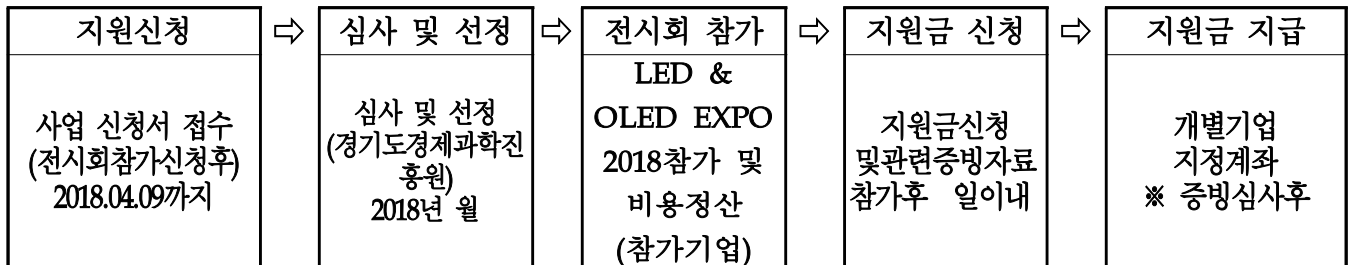 지원신청 ⇨ 심사 및 선정 ⇨ 전시회 참가 ⇨ 지원금 신청 ⇨ 지원금 지급
사업 신청서 접수
(전시회참가신청후)
2018.04.09까지
심사 및 선정
(경기도경제과학진
흥원)
2018년 월
LED &
OLED EXPO
2018참가 및
비용정산
(참가기업)
지원금신청
및관련증빙자료
참가후 일이내
개별기업
지정계좌
※ 증빙심사후